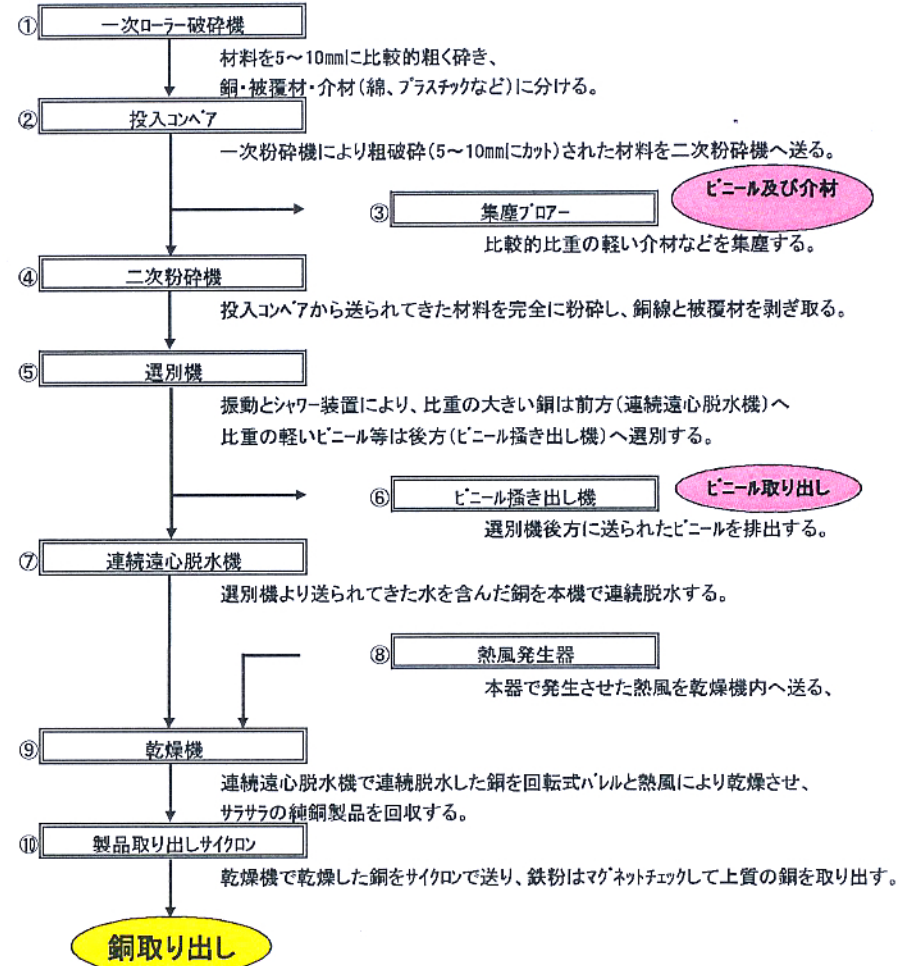 ① 一次ローラー破砕機
材料を5～10mmに比較的粗く砕き、
銅・被覆材・介材(綿、プラスチックなど)に分ける。
② 投入コンベア
一次粉砕機により粗破砕(5～10mmにカット)された材料を二次粉砕機へ送る。
ビニール及び介材
③ 集塵ブロアー
比較的比重の軽い介材などを集塵する。
④ 二次粉砕機
投入コンベアから送られてきた材料を完全に粉砕し、銅線と被覆材を剥ぎ取る。
⑤ 選別機
振動とシャワー装置により、比重の大きい銅は前方(連続遠心脱水機)へ
比重の軽いビニール等は後方(ビニール掻き出し機)へ選別する。
⑥ ビニール掻き出し機
ビニール取り出し
選別機後方に送られたビニールを排出する。
⑦ 連続遠心脱水機
選別機より送られてきた水を含んだ銅を本機で連続脱水する。
⑧ 熱風発生器
本器で発生させた熱風を乾燥機内へ送る、
⑨ 乾燥機
連続遠心脱水機で連続脱水した銅を回転式バレルと熱風により乾燥させ、
サラサラの純銅製品を回収する。
⑩ 製品取り出しサイクロン
乾燥機で乾燥した銅をサイクロンで送り、鉄粉はマグネットチェックして上質の銅を取り出す。
銅取り出し